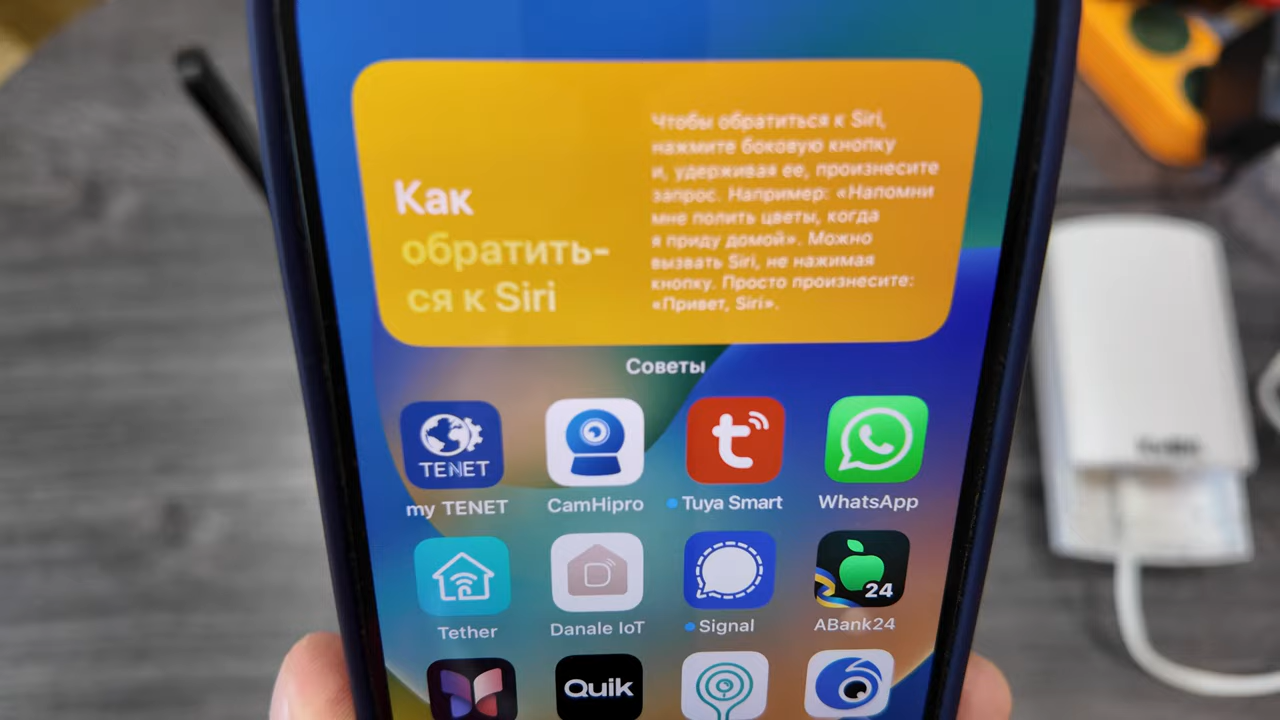 Как
обратить-
ся к Siri
Чтобы обратиться к Siri,
нажмите боковую кнопку
и, удерживая ее, произнесите
запрос. Например: «Напомни
мне полить цветы, когда
я приду домой». Можно
вызвать Siri, не нажимая
кнопку. Просто произнесите:
«Привет, Siri».
Советы
TENET
my TENET
CamHipro
Tuya Smart
WhatsApp
Tether
Danale IoT
Signal
24
ABank24
Quik